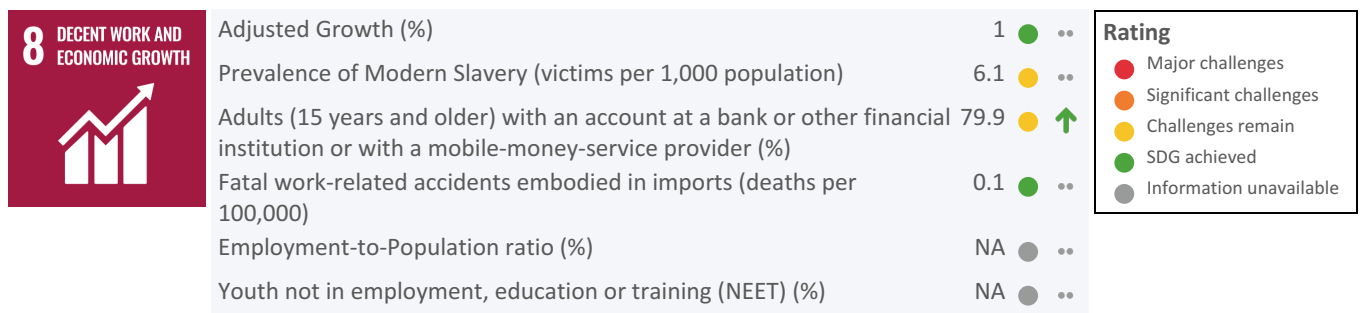 8 DECENT WORK AND
ECONOMIC GROWTH
Adjusted Growth (%) 1
Prevalence of Modern Slavery (victims per 1,000 population) 6.1
Adults (15 years and older) with an account at a bank or other financial 79.9
institution or with a mobile-money-service provider (%)
Fatal work-related accidents embodied in imports (deaths per 0.1
100,000)
Employment-to-Population ratio (%) NA
Youth not in employment, education or training (NEET) (%) NA
Rating
Major challenges
Significant challenges
Challenges remain
SDG achieved
Information unavailable